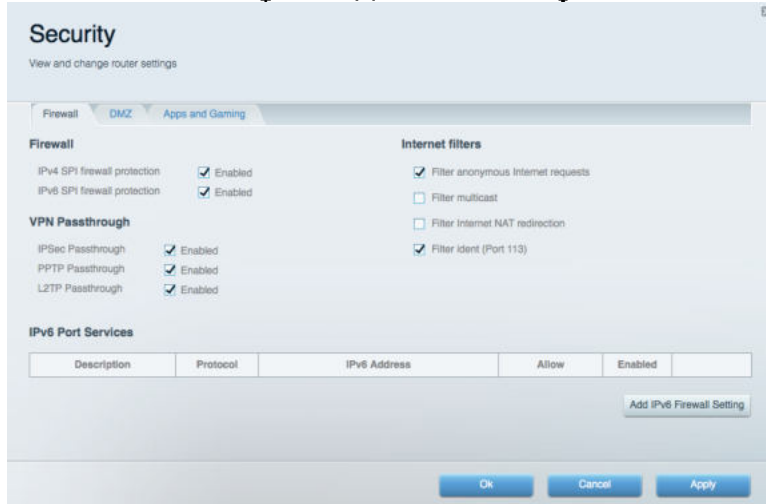 Security
View and change router settings
Firewall DMZ Apps and Gaming
Firewall
IPv4 SPI firewall protection Enabled
IPv6 SPI firewall protection Enabled
VPN Passthrough
IPSec Passthrough Enabled
PPTP Passthrough Enabled
L2TP Passthrough Enabled
Internet filters
Filter anonymous Internet requests
Filter multicast
Filter Internet NAT redirection
Filter ident (Port 113)
IPv6 Port Services
Description Protocol IPv6 Address Allow Enabled
Add IPv6 Firewall Setting
Ok Cancel Apply